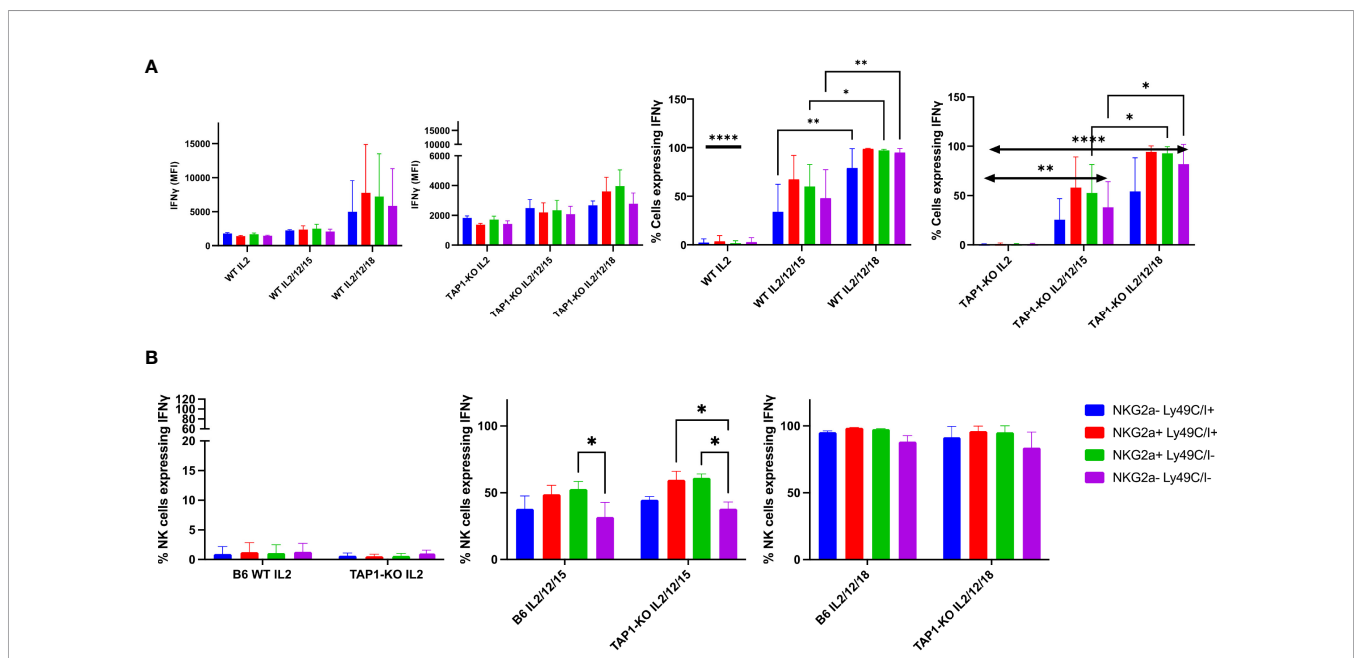 A
IFNγ (MFI)
15000
10000
5000
0
WT IL2
WT IL2/12/15
WT IL2/12/18
IFNγ (MFI)
15000
10000
6000
4000
2000
0
TAP1-KO IL2
TAP1-KO IL2/12/15
TAP1-KO IL2/12/18
% Cells expressing IFNγ
150
100
50
0
****
**
*
**
WT IL2
WT IL2/12/15
WT IL2/12/18
% Cells expressing IFNγ
150
100
50
0
**
****
*
*
TAP1-KO IL2
TAP1-KO IL2/12/15
TAP1-KO IL2/12/18
B
% NK cells expressing IFNγ
120
100
80
60
20
15
10
5
0
B6 WT IL2
TAP1-KO IL2
% NK cells expressing IFNγ
100
50
0
*
*
*
B6 IL2/12/15
TAP1-KO IL2/12/15
% NK cells expressing IFNγ
100
50
0
B6 IL2/12/18
TAP1-KO IL2/12/18
NKG2a- Ly49C/I+
NKG2a+ Ly49C/I+
NKG2a+ Ly49C/I-
NKG2a- Ly49C/I-